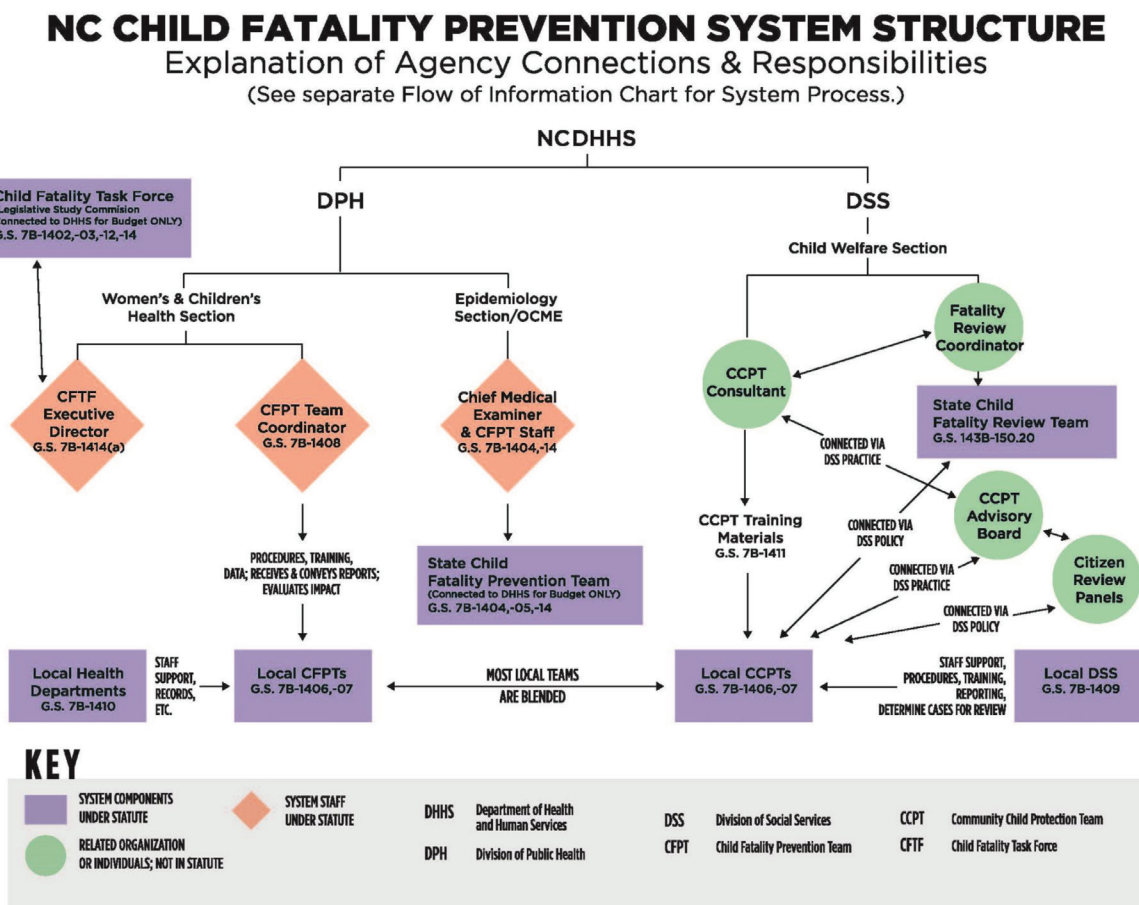 NC CHILD FATALITY PREVENTION SYSTEM STRUCTURE
Explanation of Agency Connections & Responsibilities
(See separate Flow of Information Chart for System Process.)
NCDHHS
DPH
DSS
Child Fatality Task Force
Legislative Study Commision
Connected to DHHS for Budget ONLY)
G.S. 7B-1402,-03,-12,-14
Child Welfare Section
Women's & Children's
Health Section
Epidemiology
Section/OCME
Fatality
Review
Coordinator
CCPT
Consultant
CFTF
Executive
Director
G.S. 7B-1414(a)
CFPT Team
Coordinator
G.S. 7B-1408
Chief Medical
Examiner
& CFPT Staff
G.S. 7B-1404,-14
State Child
Fatality Review Team
G.S. 143B-150.20
CONNECTED VIA
DSS PRACTICE
CCPT
Advisory
Board
CCPT Training
Materials
G.S. 7B-1411
CONNECTED VIA
DSS POLICY
PROCEDURES, TRAINING,
DATA; RECEIVES & CONVEYS REPORTS;
EVALUATES IMPACT
State Child
Fatality Prevention Team
(Connected to DHHS for Budget ONLY)
G.S. 7B-1404,-05,-14
CONNECTED VIA
DSS PRACTICE
Citizen
Review
Panels
CONNECTED VIA
DSS POLICY
Local Health
Departments
G.S. 7B-1410
STAFF
SUPPORT,
RECORDS,
ETC.
Local CFPTs
G.S. 7B-1406,-07
MOST LOCAL TEAMS
ARE BLENDED
Local CCPTs
G.S. 7B-1406,-07
STAFF SUPPORT,
PROCEDURES, TRAINING,
REPORTING,
DETERMINE CASES FOR REVIEW
Local DSS
G.S. 7B-1409
KEY
SYSTEM COMPONENTS
UNDER STATUTE
SYSTEM STAFF
UNDER STATUTE
RELATED ORGANIZATION
OR INDIVIDUALS; NOT IN STATUTE
DHHS Department of Health
and Human Services
DPH Division of Public Health
DSS Division of Social Services
CFPT Child Fatality Prevention Team
CCPT Community Child Protection Team
CFTF Child Fatality Task Force